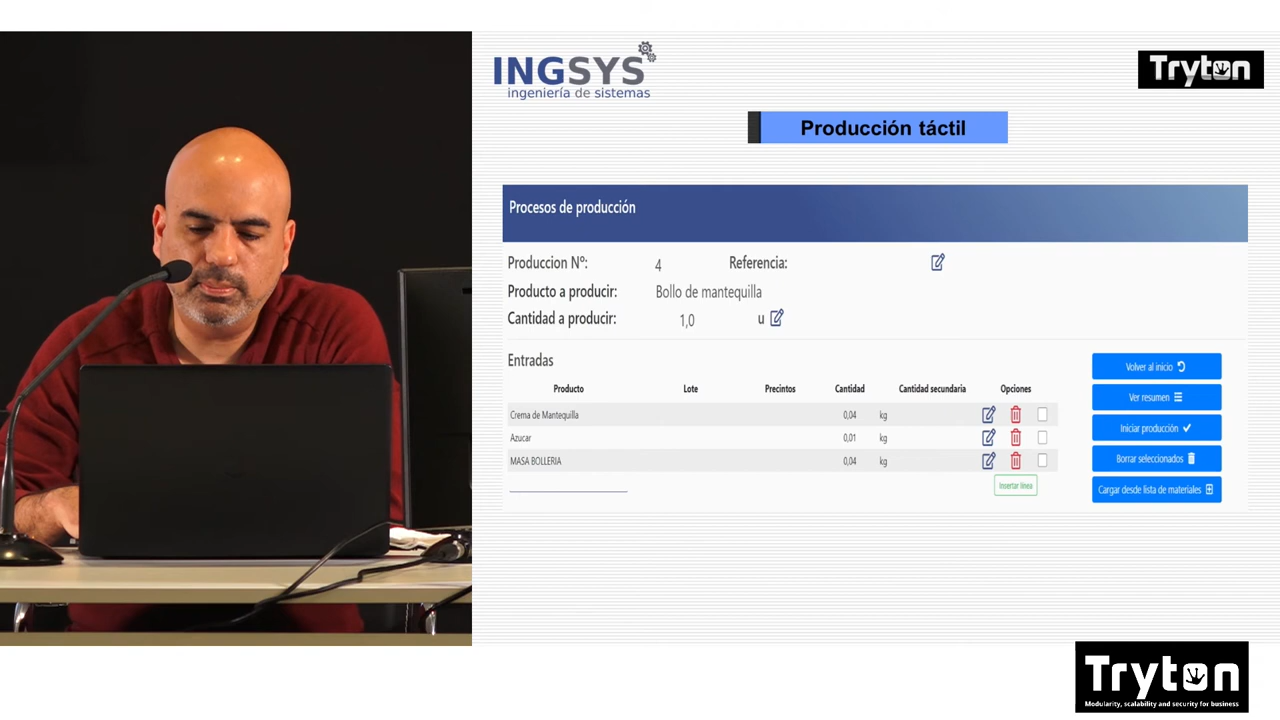 INGSYS
ingeniería de sistemas
Tryton
Producción táctil
Procesos de producción
Produccion Nº: 4 Referencia:
Producto a producir: Bollo de mantequilla
Cantidad a producir: 1,0 u
Entradas
Producto Lote Precintos Cantidad Cantidad secundaria Opciones
Crema de Mantequilla 0,04 kg
Azucar 0,01 kg
MASA BOLLERIA 0,04 kg
Insertar línea
Volver al inicio
Ver resumen
Iniciar producción
Borrar seleccionados
Cargar desde lista de materiales
Tryton
Modularity, scalability and security for business